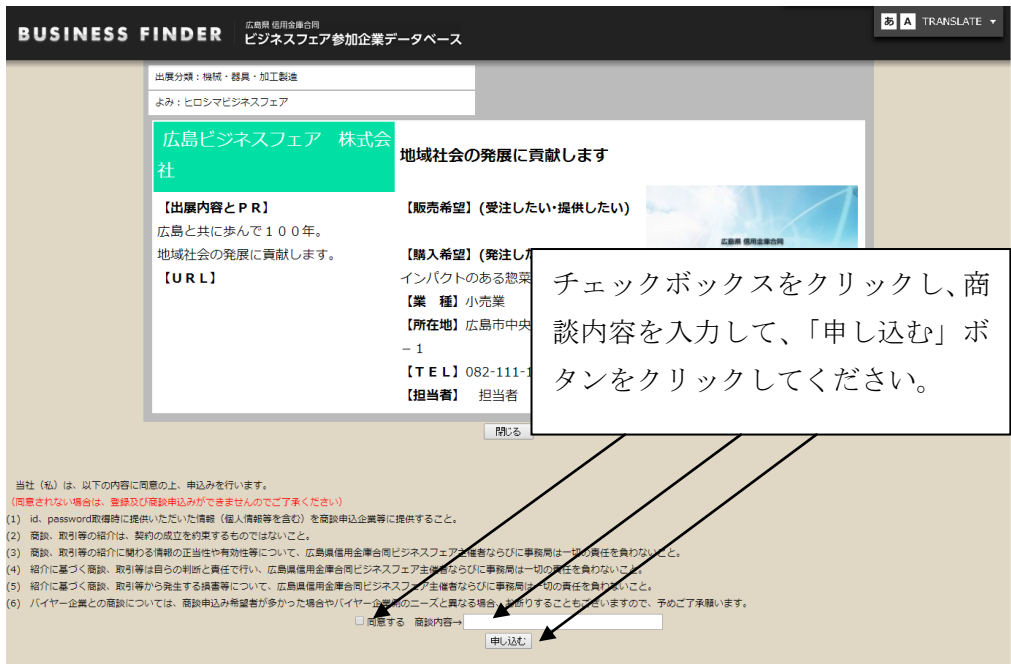 BUSINESS FINDER
広島県 信用金庫合同
ビジネスフェア参加企業データベース
あ A TRANSLATE ▼
出展分類：機械・器具・加工製造
よみ：ヒロシマビジネスフェア
広島ビジネスフェア　株式会
社
地域社会の発展に貢献します
【出展内容とＰＲ】
広島と共に歩んで１００年。
地域社会の発展に貢献します。
【ＵＲＬ】
【販売希望】(受注したい・提供したい)
【購入希望】(発注した
インパクトのある惣菜
【業　種】小売業
【所在地】広島市中央
－１
【ＴＥＬ】082-111-1
【担当者】　担当者
広島県 信用金庫合同
チェックボックスをクリックし、商
談内容を入力して、「申し込む」ボ
タンをクリックしてください。
閉じる
当社（私）は、以下の内容に同意の上、申込みを行います。
（同意されない場合は、登録及び商談申込みができませんのでご了承ください）
(1)　id、password取得時に提供いただいた情報（個人情報等を含む）を商談申込企業等に提供すること。
(2)　商談、取引等の紹介は、契約の成立を約束するものではないこと。
(3)　商談、取引等の紹介に関わる情報の正当性や有効性等について、広島県信用金庫合同ビジネスフェア主催者ならびに事務局は一切の責任を負わないこと。
(4)　紹介に基づく商談、取引等は自らの判断と責任で行い、広島県信用金庫合同ビジネスフェア主催者ならびに事務局は一切の責任を負わないこと。
(5)　紹介に基づく商談、取引等から発生する損害等について、広島県信用金庫合同ビジネスフェア主催者ならびに事務局は一切の責任を負わないこと。
(6)　バイヤー企業との商談については、商談申込み希望者が多かった場合やバイヤー企業側のニーズと異なる場合、お断りすることもございますので、予めご了承願います。
同意する　商談内容→
申し込む